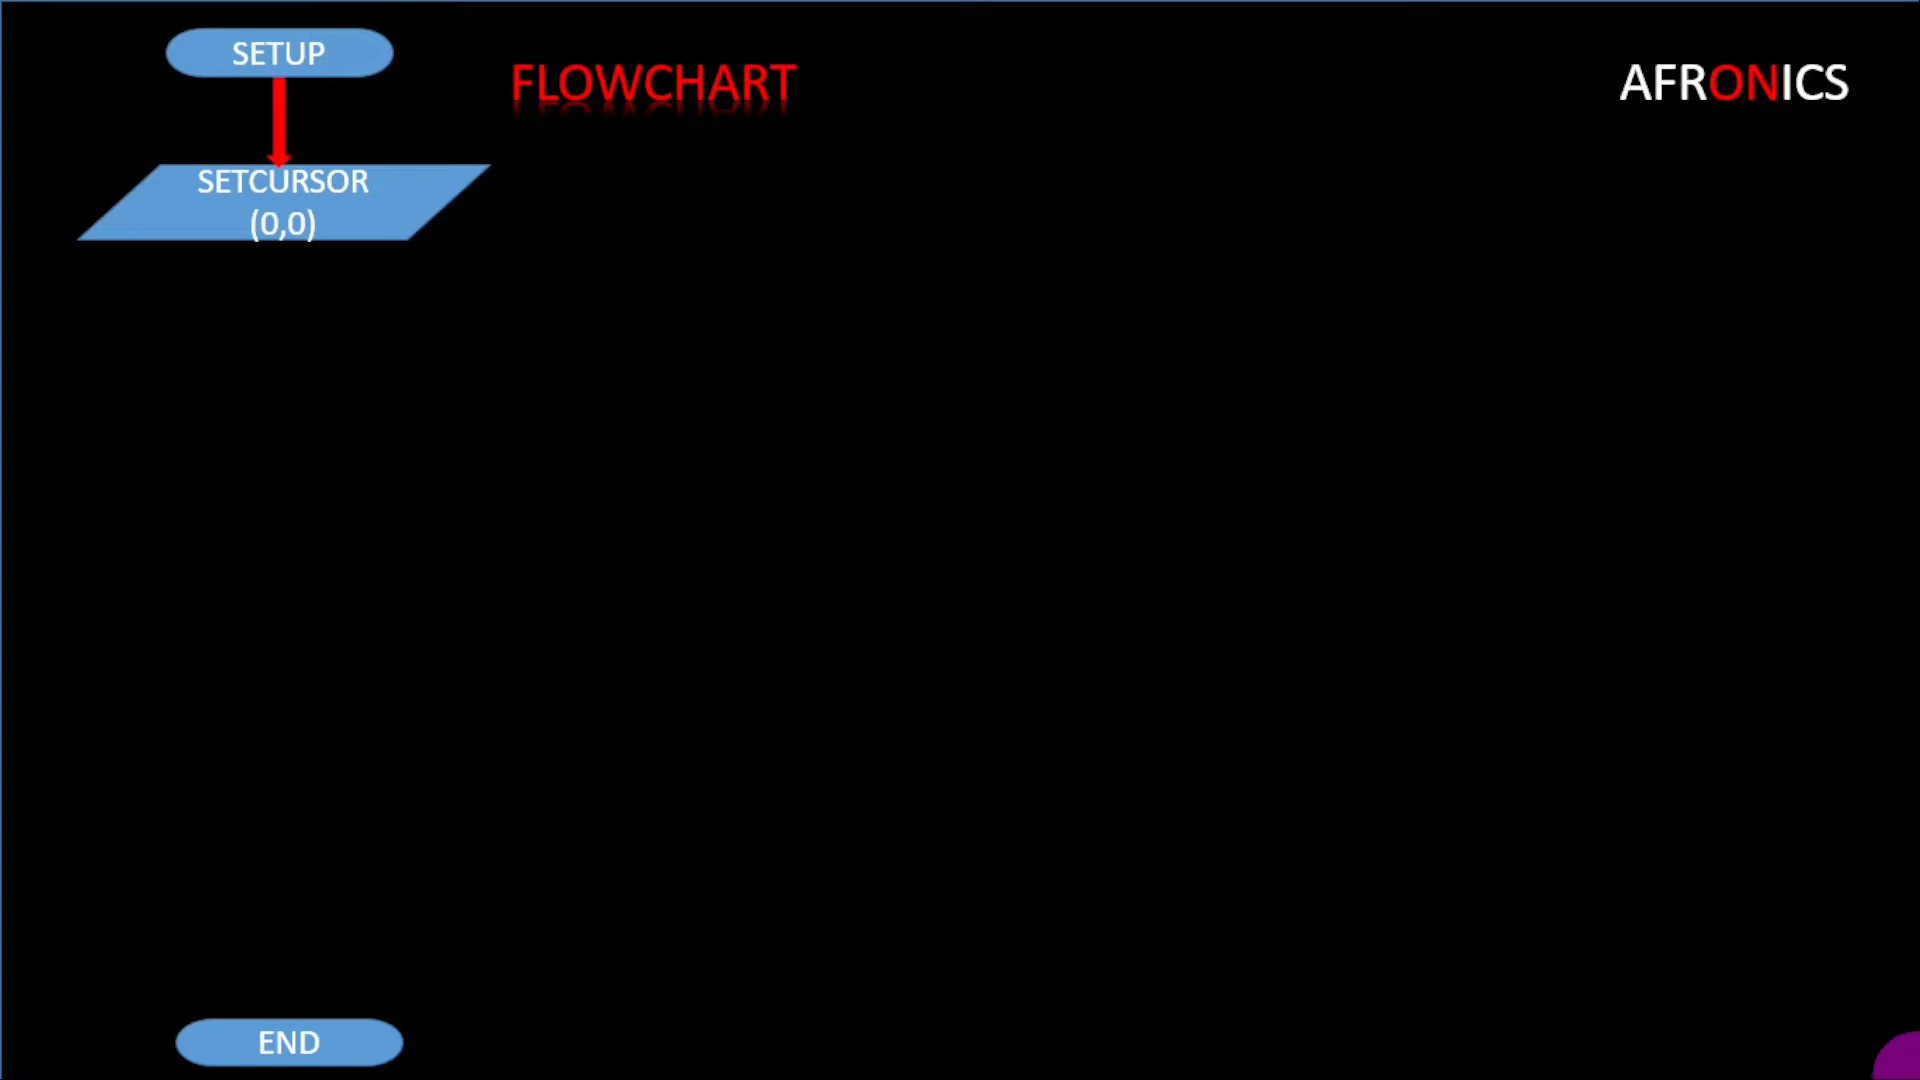 SETUP
FLOWCHART
AFRONICS
SETCURSOR
(0,0)
END